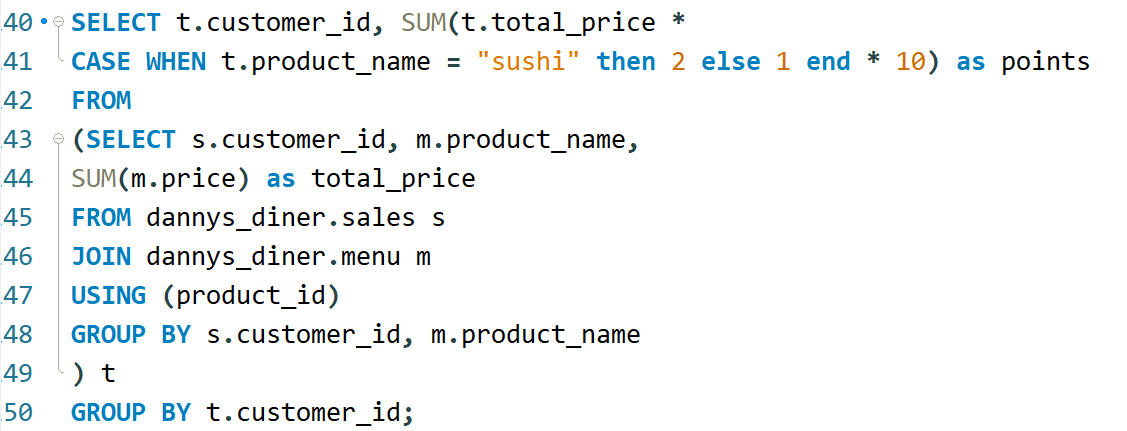 40 SELECT t.customer_id, SUM(t.total_price *
41 CASE WHEN t.product_name = "sushi" then 2 else 1 end * 10) as points
42 FROM
43 (SELECT s.customer_id, m.product_name,
44 SUM(m.price) as total_price
45 FROM dannys_diner.sales s
46 JOIN dannys_diner.menu m
47 USING (product_id)
48 GROUP BY s.customer_id, m.product_name
49 ) t
50 GROUP BY t.customer_id;